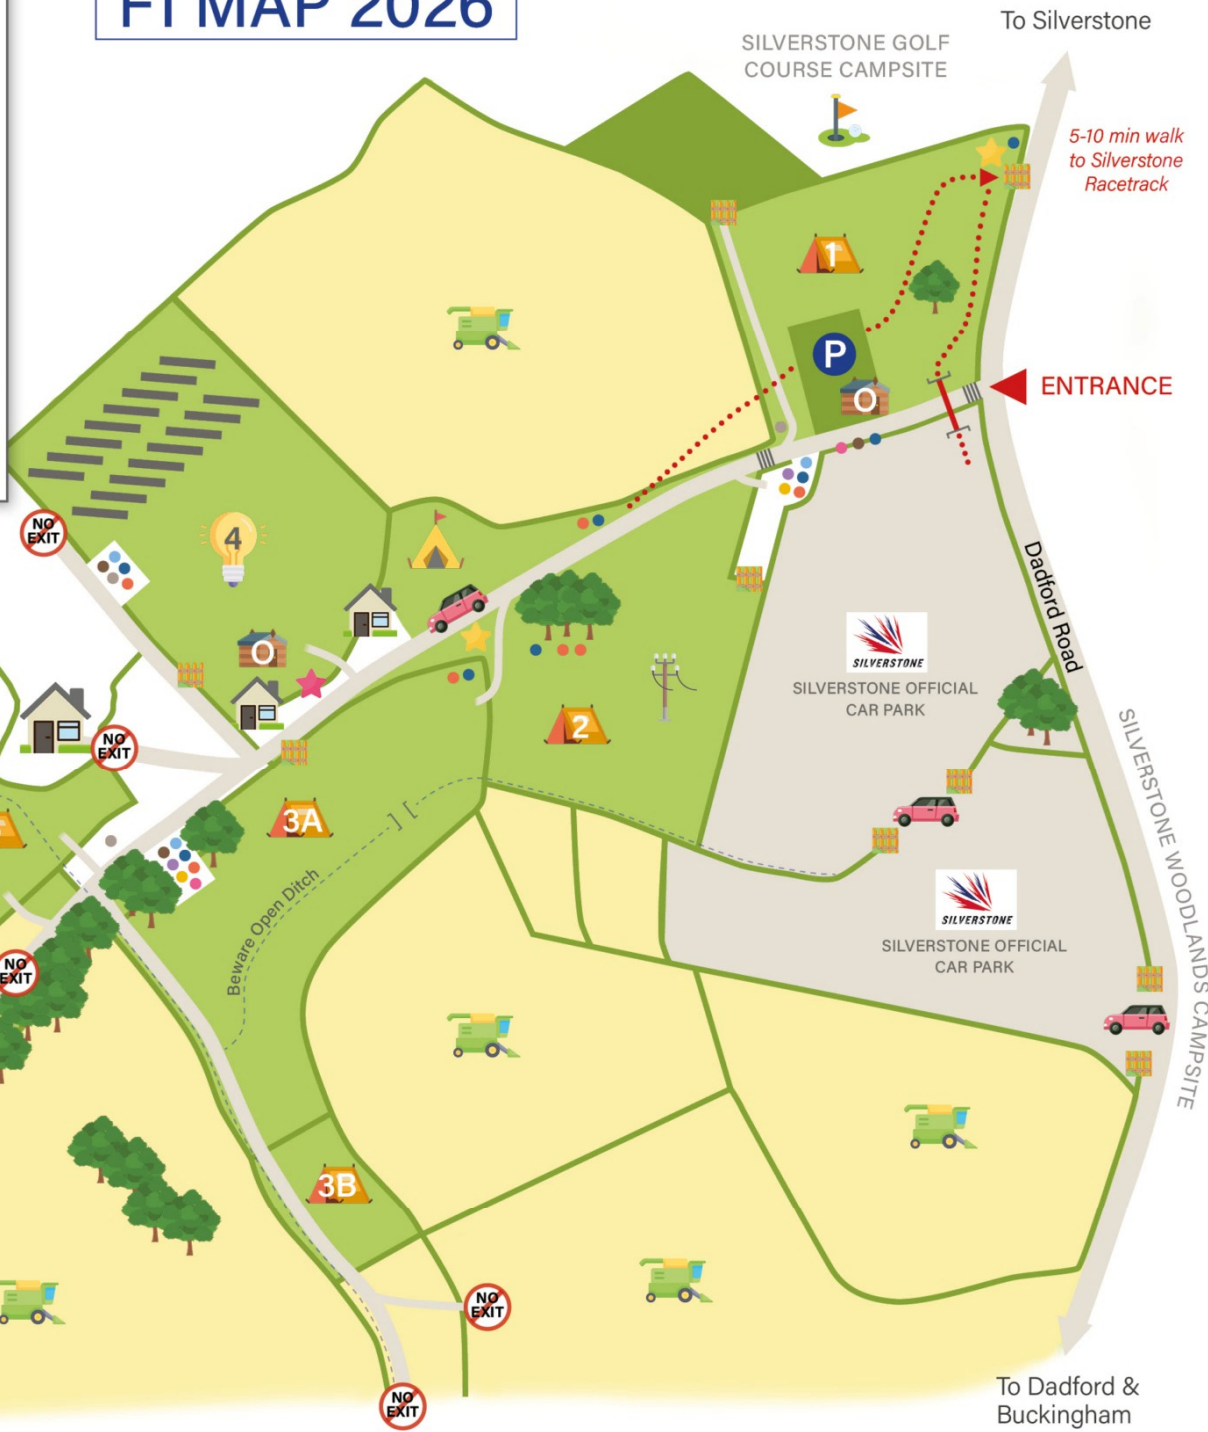 F1 MAP 2026
To Silverstone
SILVERSTONE GOLF
COURSE CAMPSITE
5-10 min walk
to Silverstone
Racetrack
1
P
O
ENTRANCE
NO
EXIT
4
Dadford Road
O
SILVERSTONE
SILVERSTONE OFFICIAL
CAR PARK
2
NO
EXIT
SILVERSTONE WOODLANDS CAMPSITE
3A
Beware Open Ditch
SILVERSTONE
SILVERSTONE OFFICIAL
CAR PARK
NO
EXIT
3B
NO
EXIT
NO
EXIT
To Dadford &
Buckingham